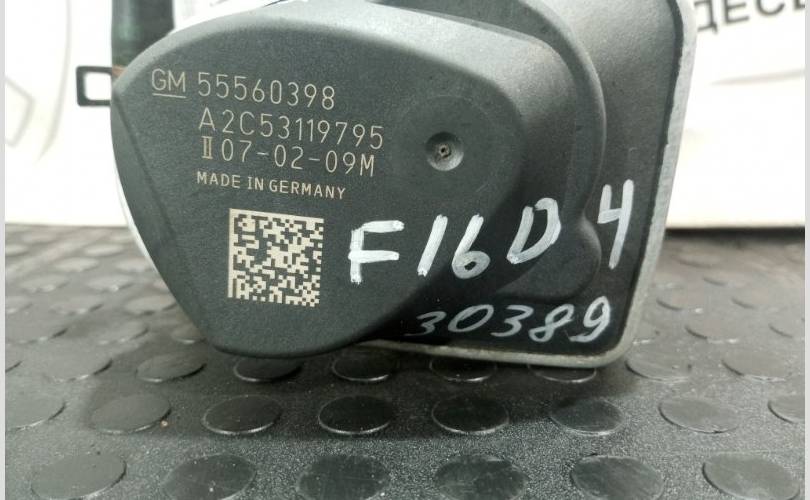 GM 55560398
A2C53119795
II 07-02-09M
MADE IN GERMANY
F16D4
30389